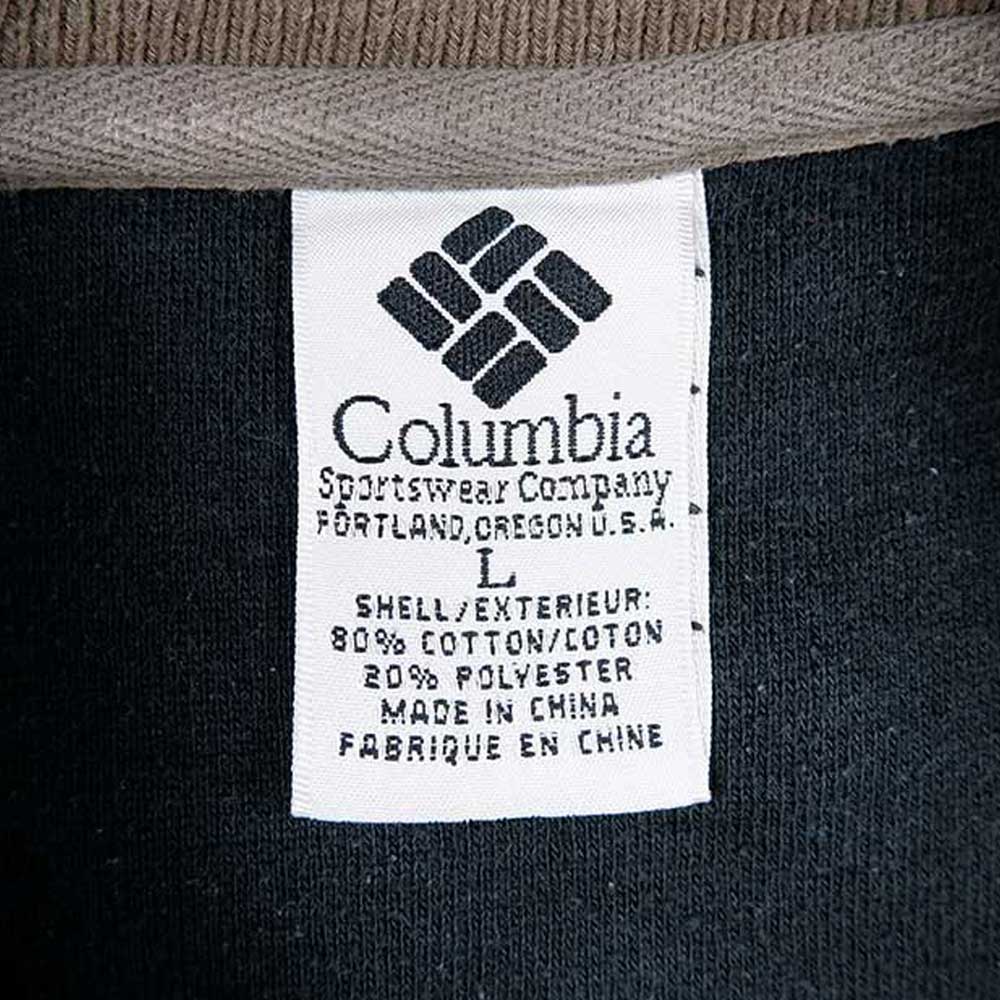 Columbia
Sportswear Company
PORTLAND, OREGON U.S.A.
L
SHELL/EXTERIEUR:
80% COTTON/COTON
20% POLYESTER
MADE IN CHINA
FABRIQUE EN CHINE